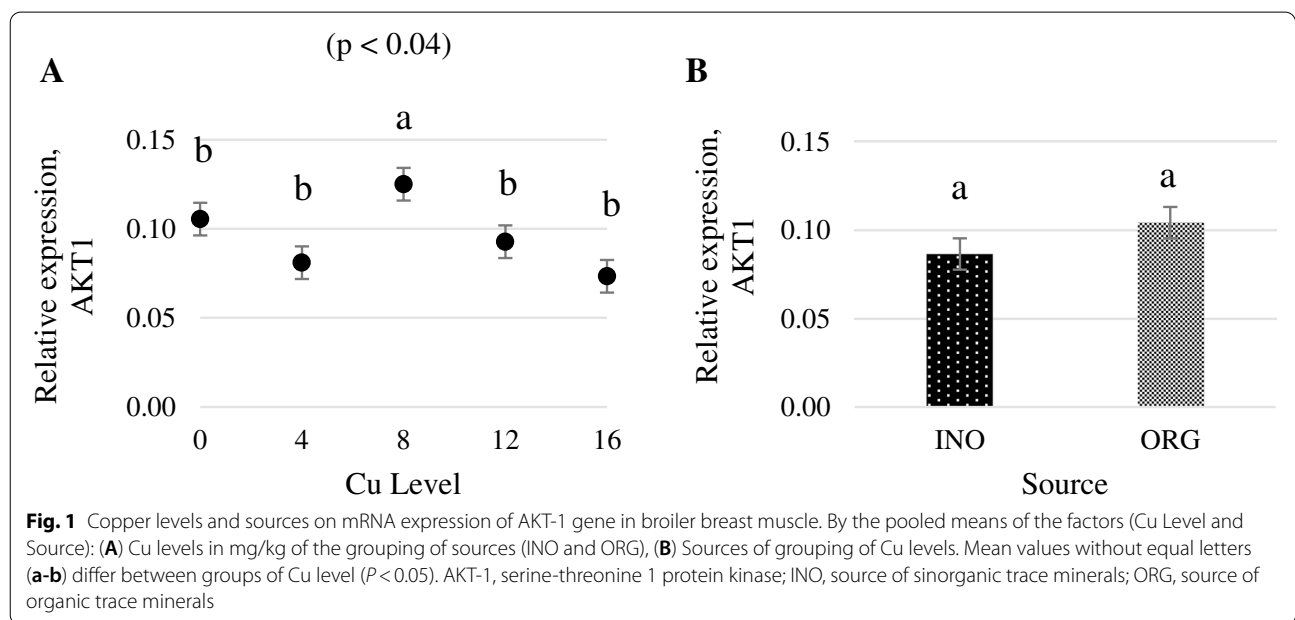 (p < 0.04)
A
Relative expression,
AKT1
0.15
0.10
0.05
0.00
b
b
a
b
b
0
4
8
12
16
Cu Level
B
Relative expression,
AKT1
0.15
0.10
0.05
0.00
a
a
INO
ORG
Source
Fig. 1 Copper levels and sources on mRNA expression of AKT-1 gene in broiler breast muscle. By the pooled means of the factors (Cu Level and
Source): (A) Cu levels in mg/kg of the grouping of sources (INO and ORG), (B) Sources of grouping of Cu levels. Mean values without equal letters
(a-b) differ between groups of Cu level (P < 0.05). AKT-1, serine-threonine 1 protein kinase; INO, source of sinorganic trace minerals; ORG, source of
organic trace minerals